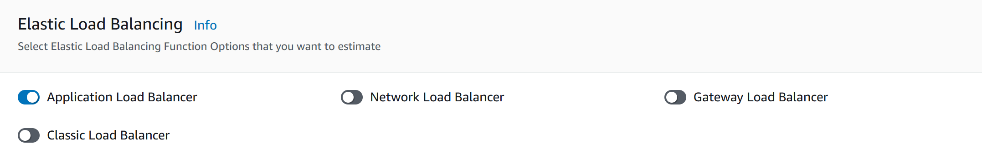 Elastic Load Balancing Info
Select Elastic Load Balancing Function Options that you want to estimate
Application Load Balancer Network Load Balancer Gateway Load Balancer
Classic Load Balancer